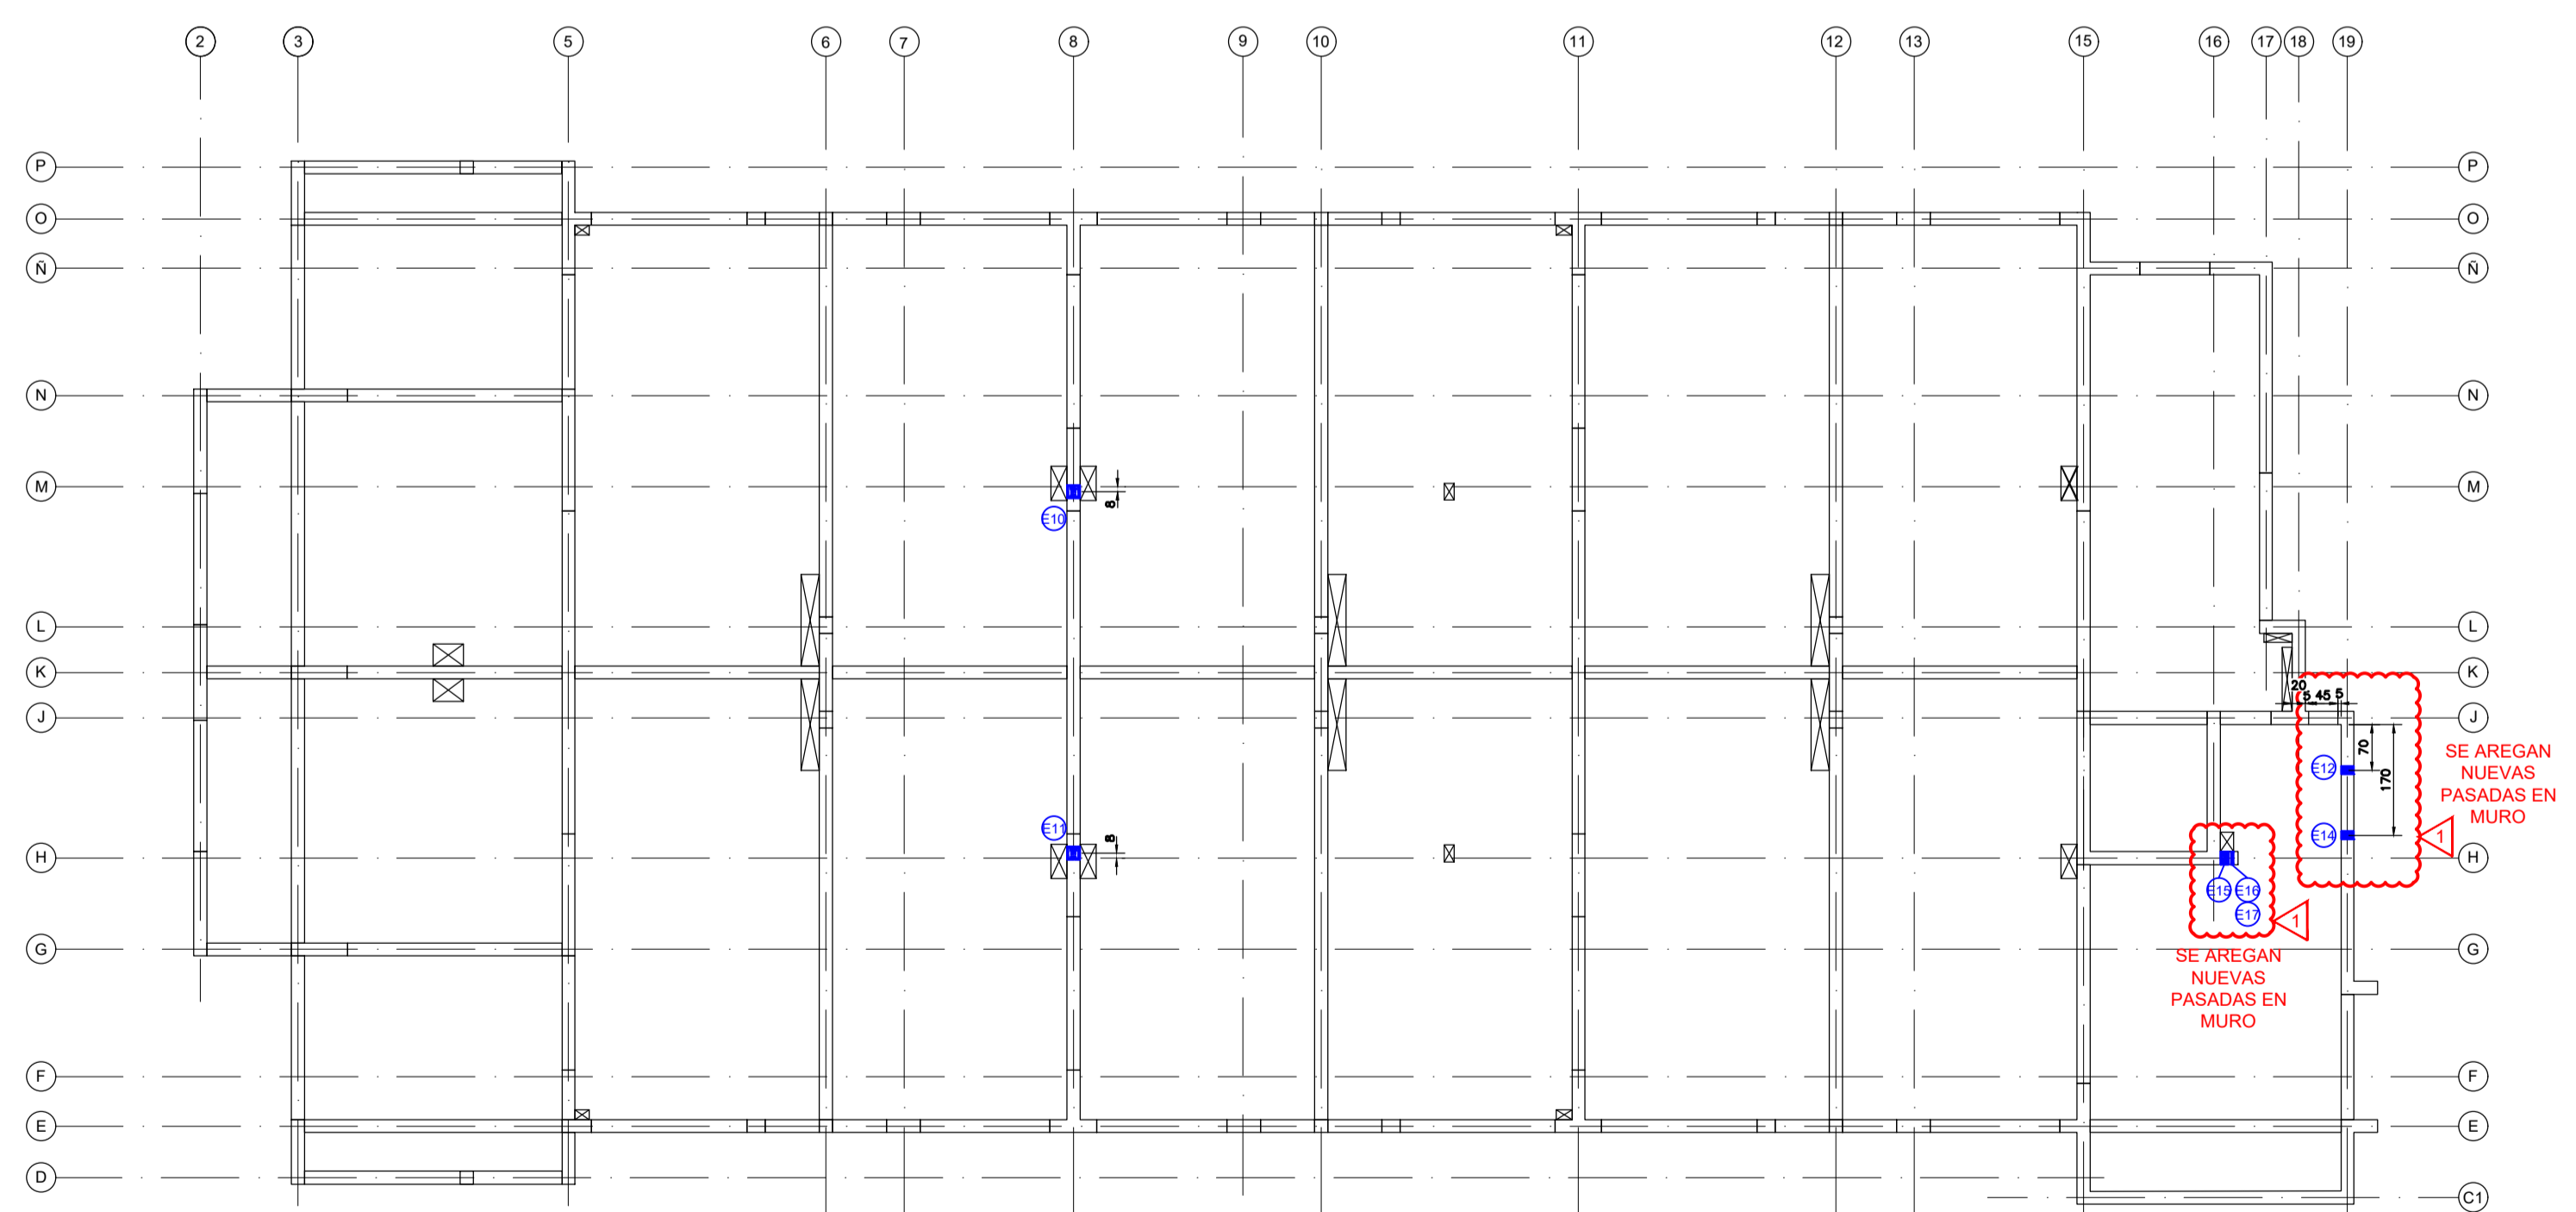 2 3 5 6 7 8 9 10 11 12 13 15 16 17 18 19
P P
O O
Ñ Ñ
N N
M M
8
E10
L L
K K
20
5 45 5
J J
70
170
SE AREGAN
NUEVAS
PASADAS EN
MURO
E12
E14
1
E11
8
H H
E15 E16
E17
1
G G
SE AREGAN
NUEVAS
PASADAS EN
MURO
F F
E E
D
C1